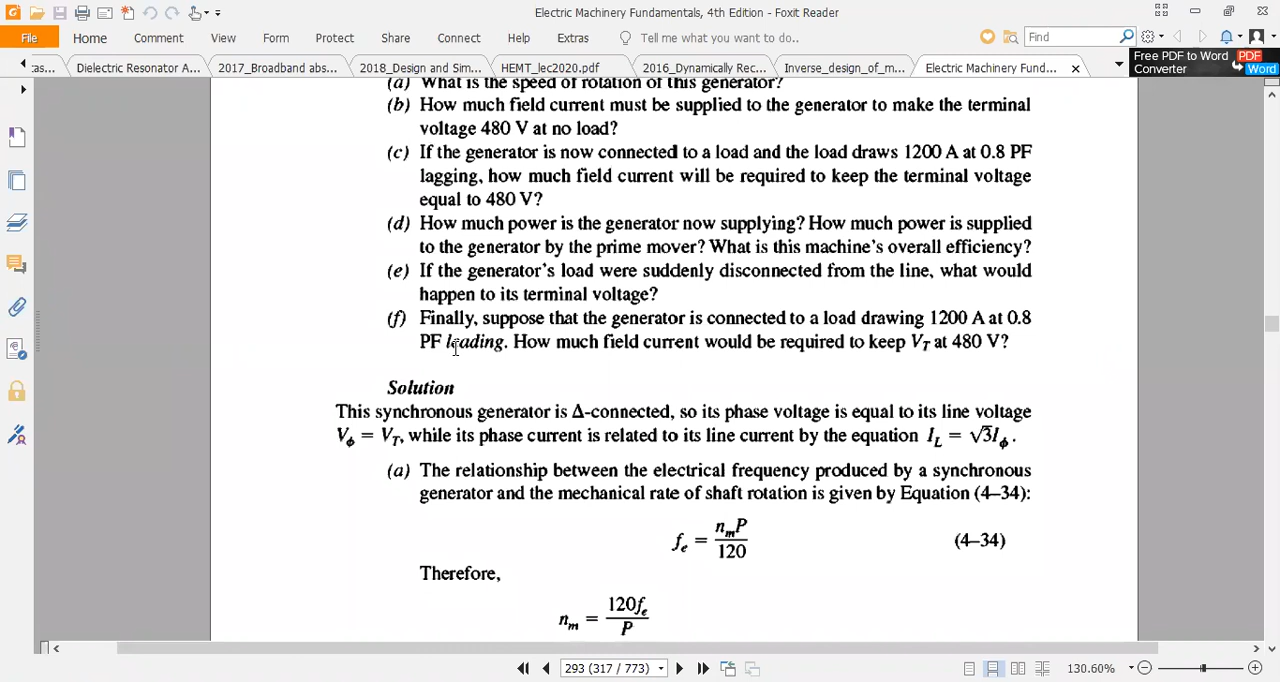 Electric Machinery Fundamentals, 4th Edition - Foxit Reader
File Home Comment View Form Protect Share Connect Help Extras Tell me what you want to do.. Find
tas... Dielectric Resonator A... 2017_Broadband abs... 2018_Design and Sim... HEMT_ele2020.pdf 2016_Dynamically Rec... Inverse_design_of_m... Electric Machinery Fund...
Free PDF to Word Converter
PDF
Word
(a) What is the speed of rotation of this generator?
(b) How much field current must be supplied to the generator to make the terminal
voltage 480 V at no load?
(c) If the generator is now connected to a load and the load draws 1200 A at 0.8 PF
lagging, how much field current will be required to keep the terminal voltage
equal to 480 V?
(d) How much power is the generator now supplying? How much power is supplied
to the generator by the prime mover? What is this machine's overall efficiency?
(e) If the generator's load were suddenly disconnected from the line, what would
happen to its terminal voltage?
(f) Finally, suppose that the generator is connected to a load drawing 1200 A at 0.8
PF leading. How much field current would be required to keep V_T at 480 V?
Solution
This synchronous generator is Δ-connected, so its phase voltage is equal to its line voltage
V_ϕ = V_T, while its phase current is related to its line current by the equation I_L = √3I_ϕ.
(a) The relationship between the electrical frequency produced by a synchronous
generator and the mechanical rate of shaft rotation is given by Equation (4–34):
f_e = n_m P / 120 (4–34)
Therefore,
n_m = 120f_e / P
293 (317 / 773) 130.60%